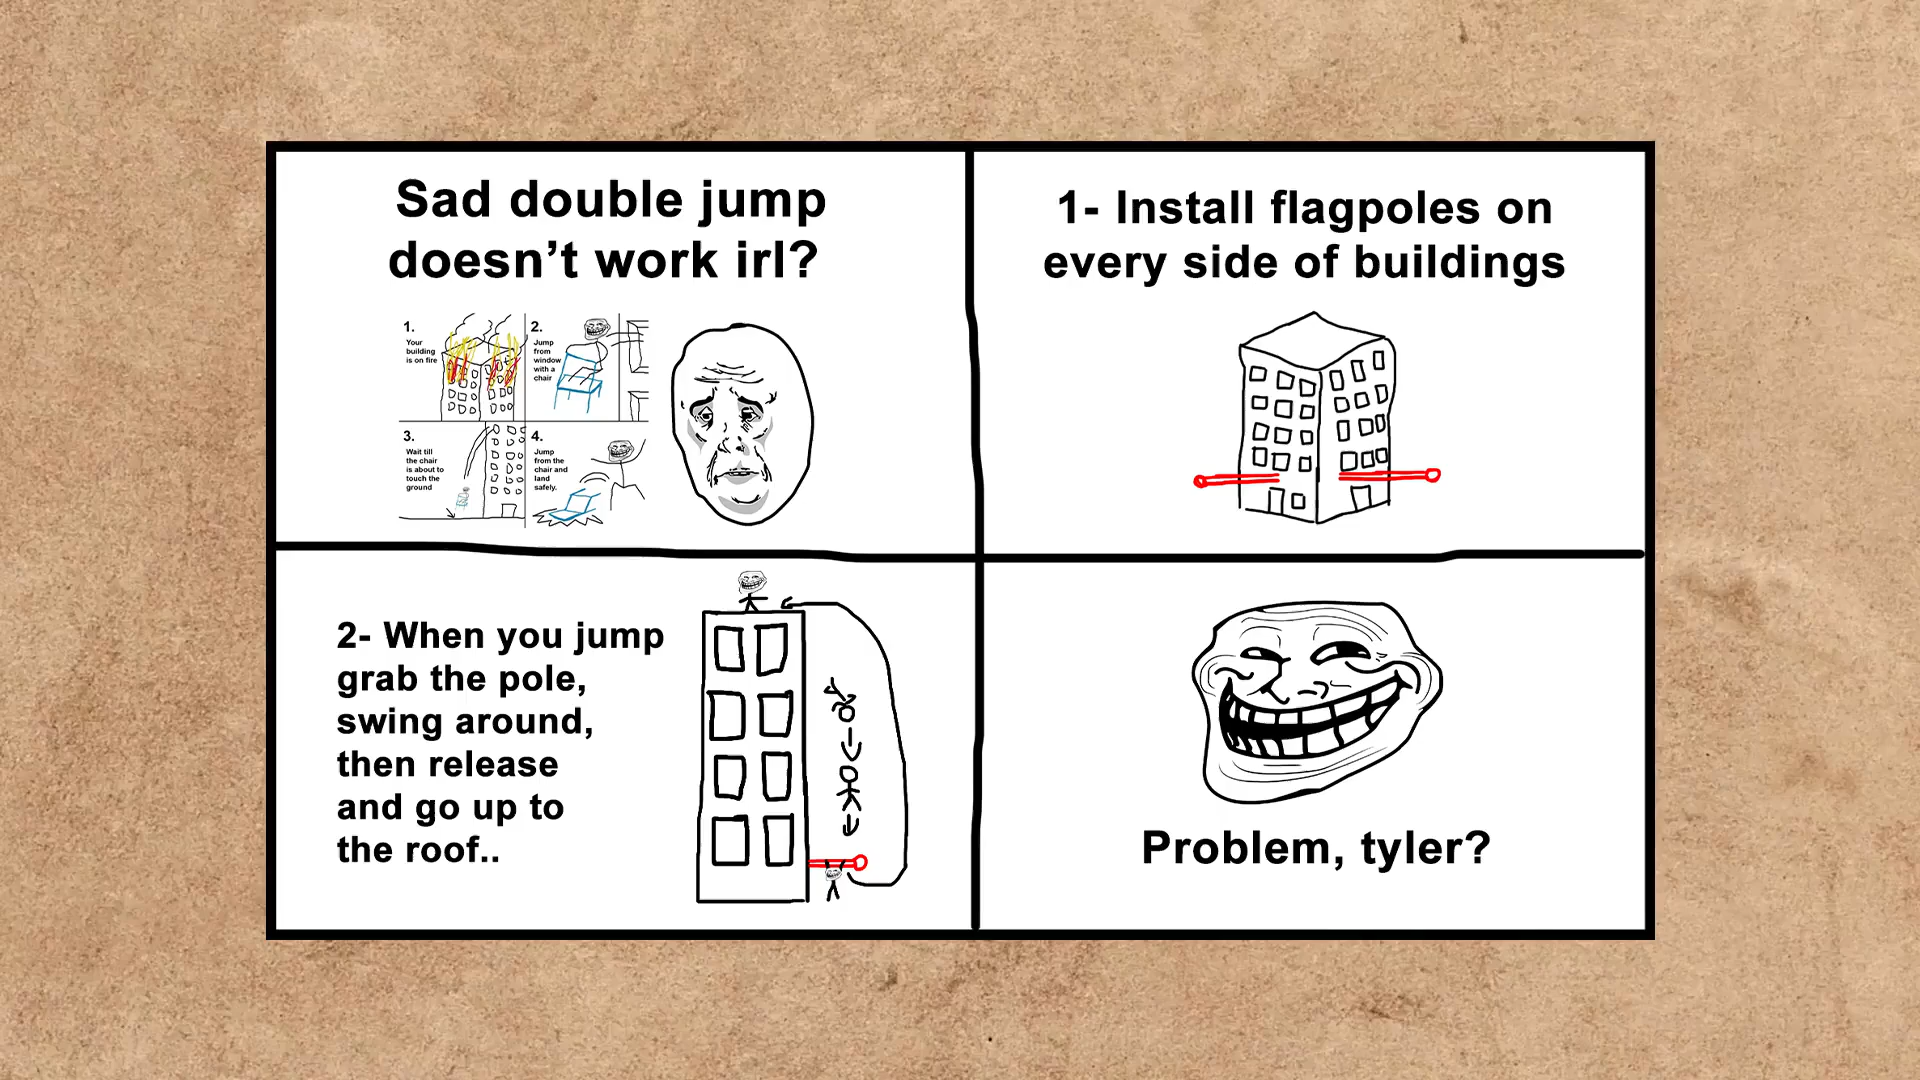 Sad double jump
doesn’t work irl?
1.
Your
building
is on fire
2.
Jump
from
window
with a
chair
3.
Wait till
the chair
is about to
touch the
ground
4.
Jump
from the
chair and
land
safely.
1- Install flagpoles on
every side of buildings
2- When you jump
grab the pole,
swing around,
then release
and go up to
the roof..
Problem, tyler?